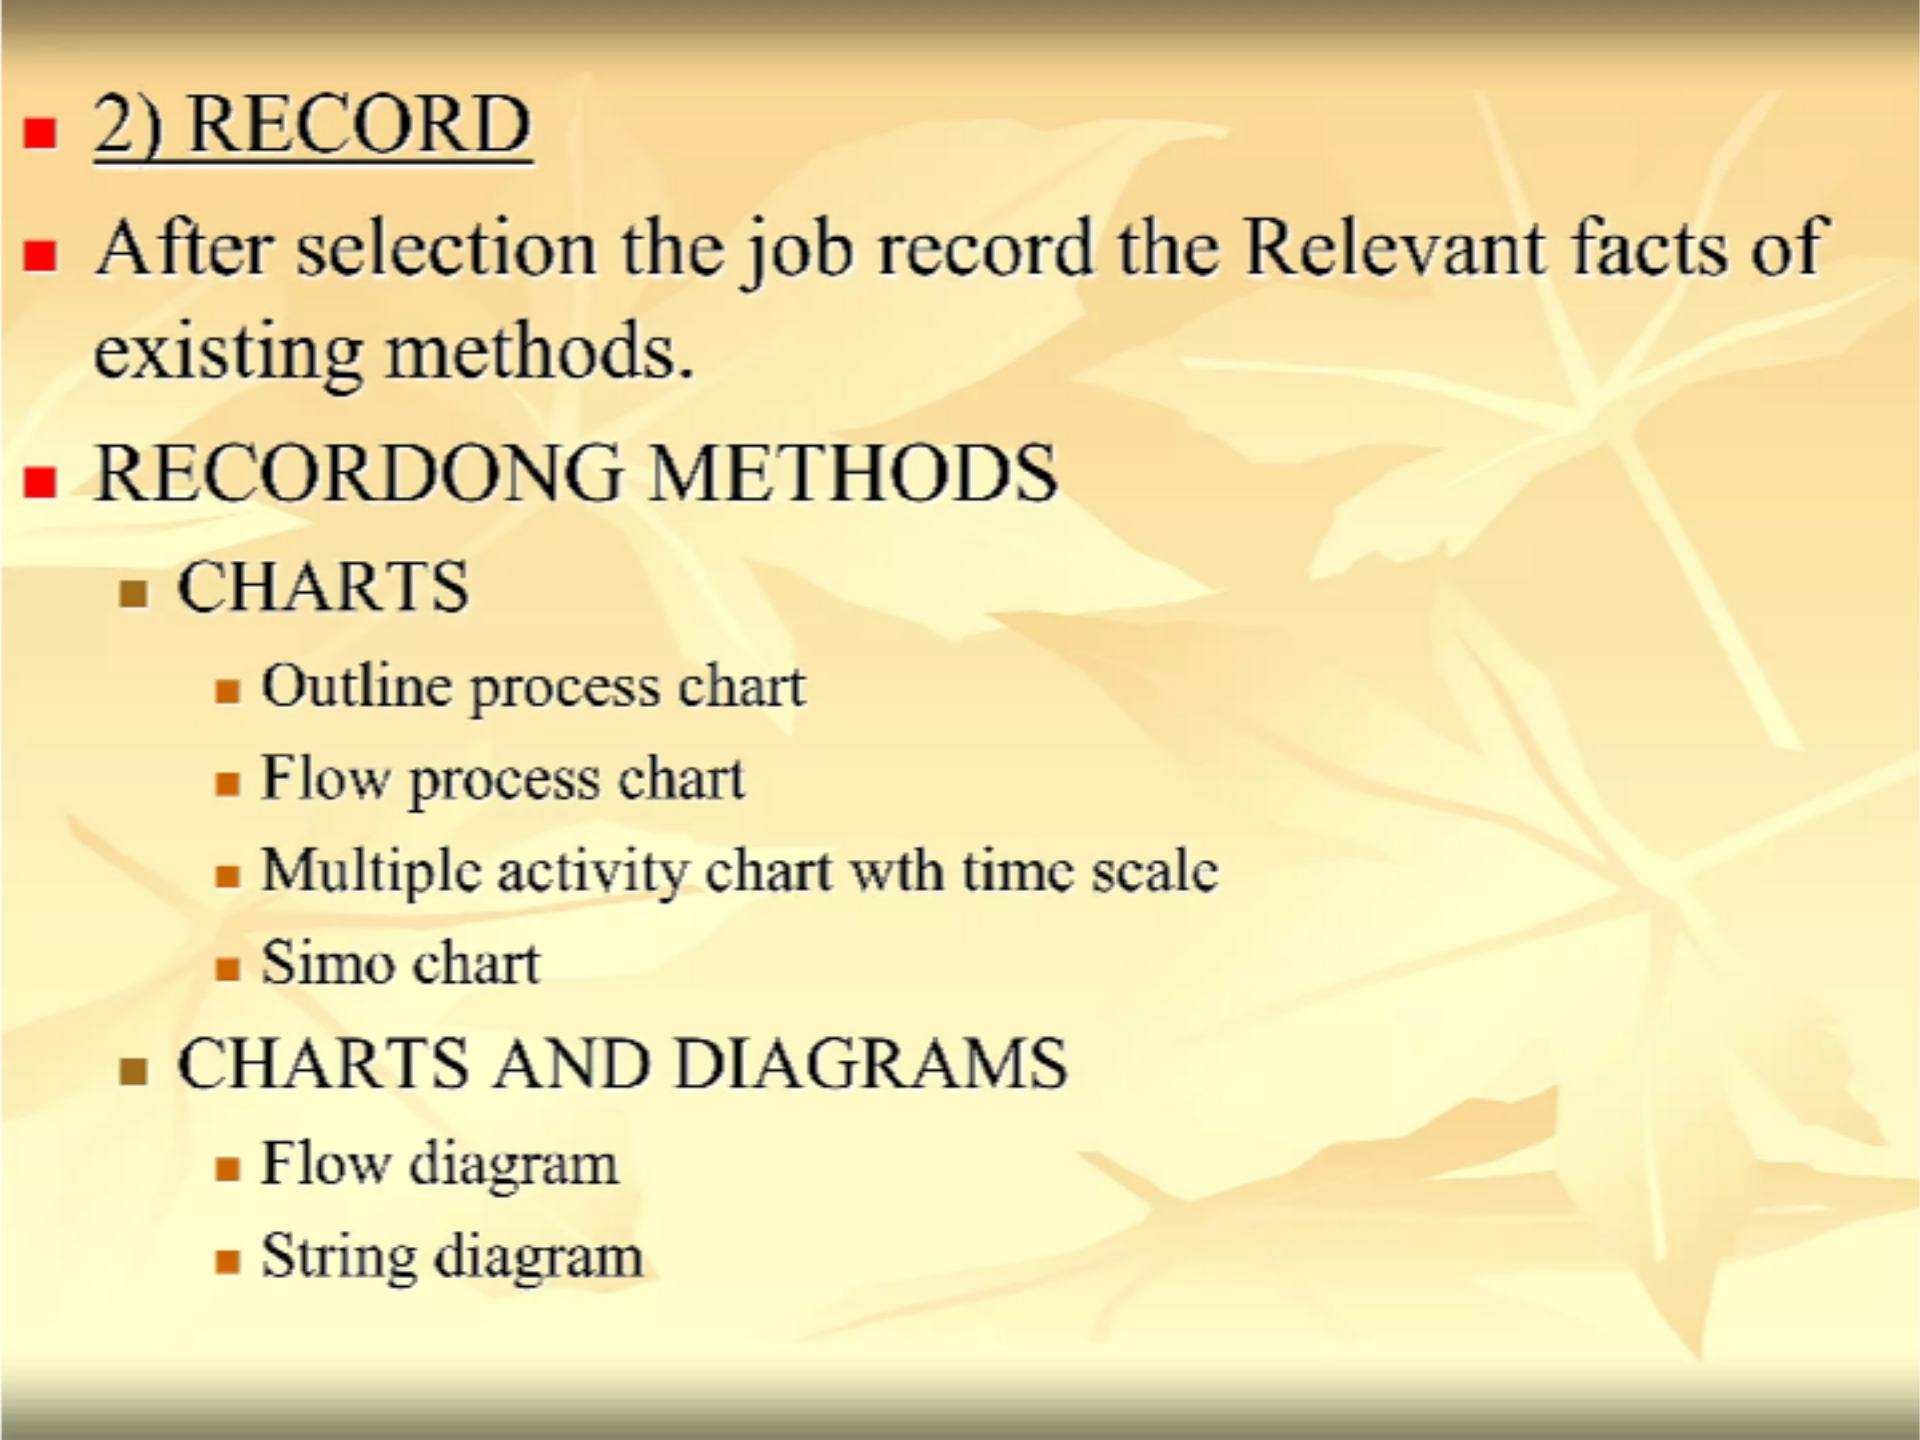 2) RECORD
After selection the job record the Relevant facts of
existing methods.
RECORDONG METHODS
CHARTS
Outline process chart
Flow process chart
Multiple activity chart wth time scale
Simo chart
CHARTS AND DIAGRAMS
Flow diagram
String diagram